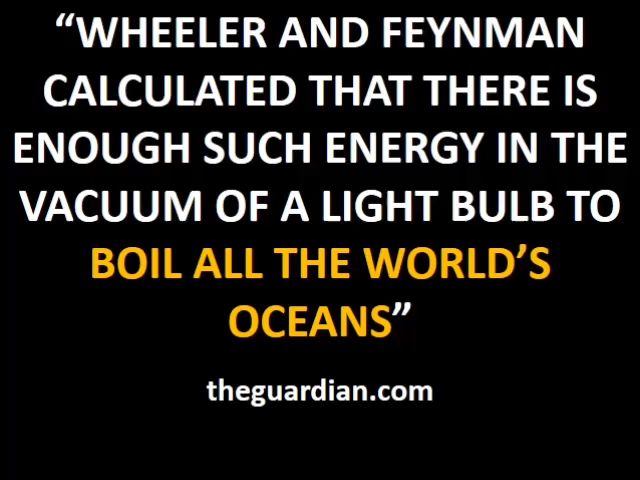 “WHEELER AND FEYNMAN
CALCULATED THAT THERE IS
ENOUGH SUCH ENERGY IN THE
VACUUM OF A LIGHT BULB TO
BOIL ALL THE WORLD’S
OCEANS”
theguardian.com